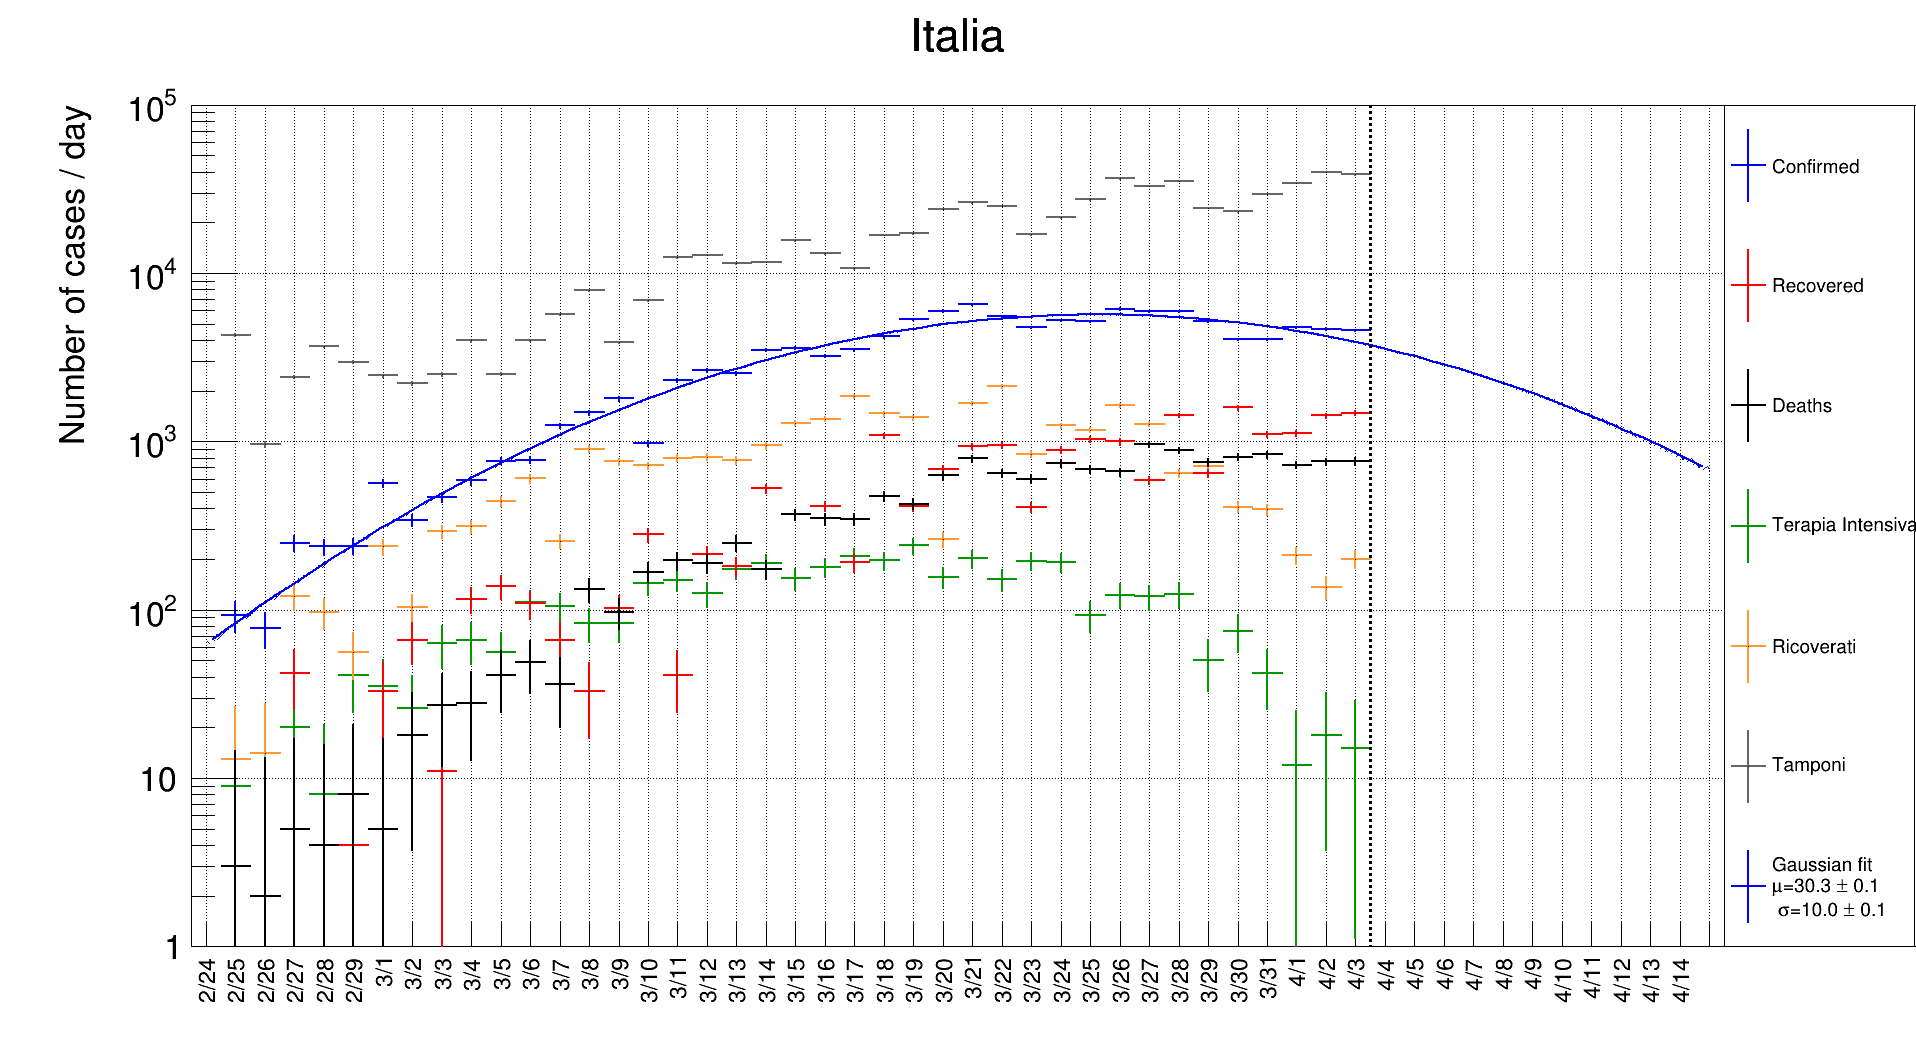 Italia
Number of cases / day
10^5
10^4
10^3
10^2
10
1
2/24 2/25 2/26 2/27 2/28 2/29 3/1 3/2 3/3 3/4 3/5 3/6 3/7 3/8 3/9 3/10 3/11 3/12 3/13 3/14 3/15 3/16 3/17 3/18 3/19 3/20 3/21 3/22 3/23 3/24 3/25 3/26 3/27 3/28 3/29 3/30 3/31 4/1 4/2 4/3 4/4 4/5 4/6 4/7 4/8 4/9 4/10 4/11 4/12 4/13 4/14
Confirmed
Recovered
Deaths
Terapia Intensiva
Ricoverati
Tamponi
Gaussian fit
μ=30.3 ± 0.1
σ=10.0 ± 0.1